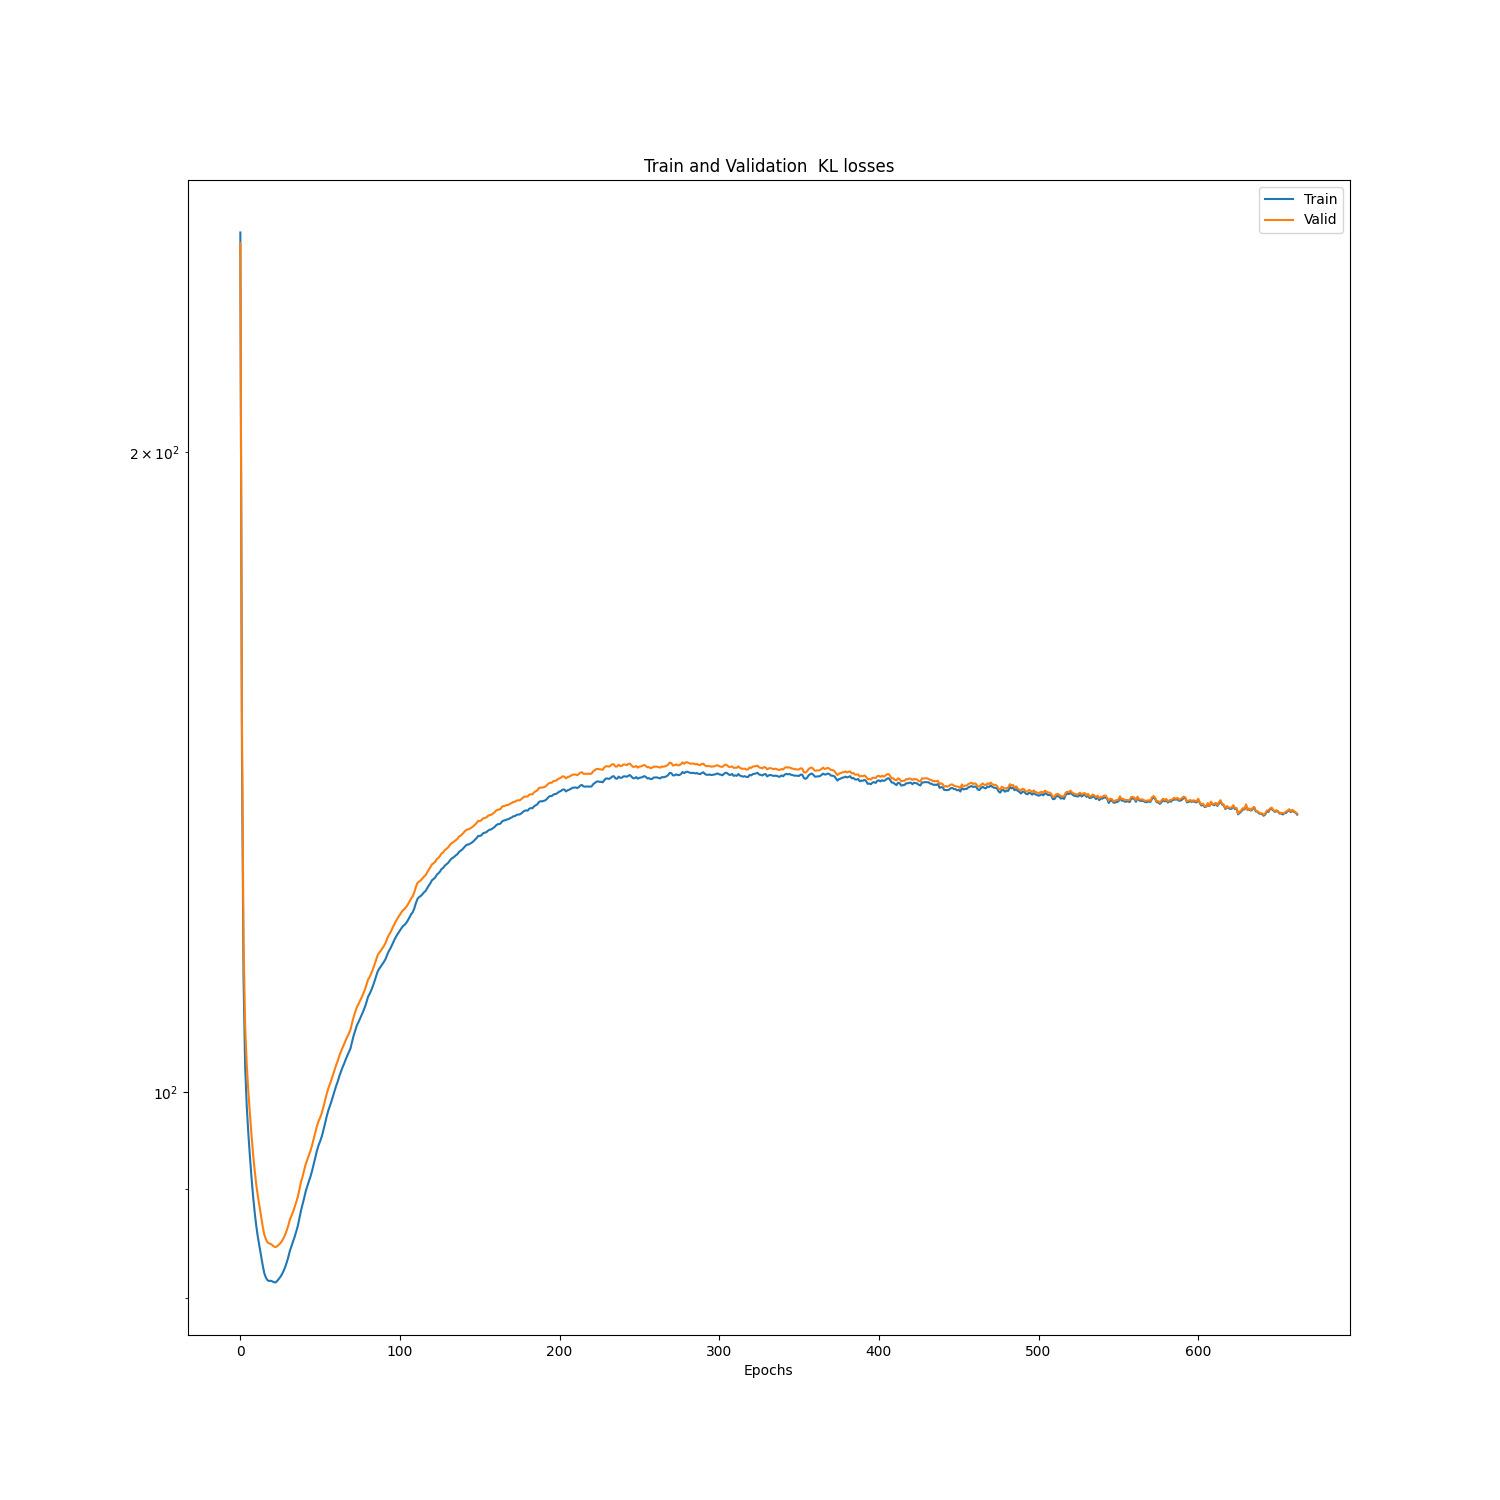 Train and Validation  KL losses
Train
Valid
2 × 10²
10²
0 100 200 300 400 500 600
Epochs